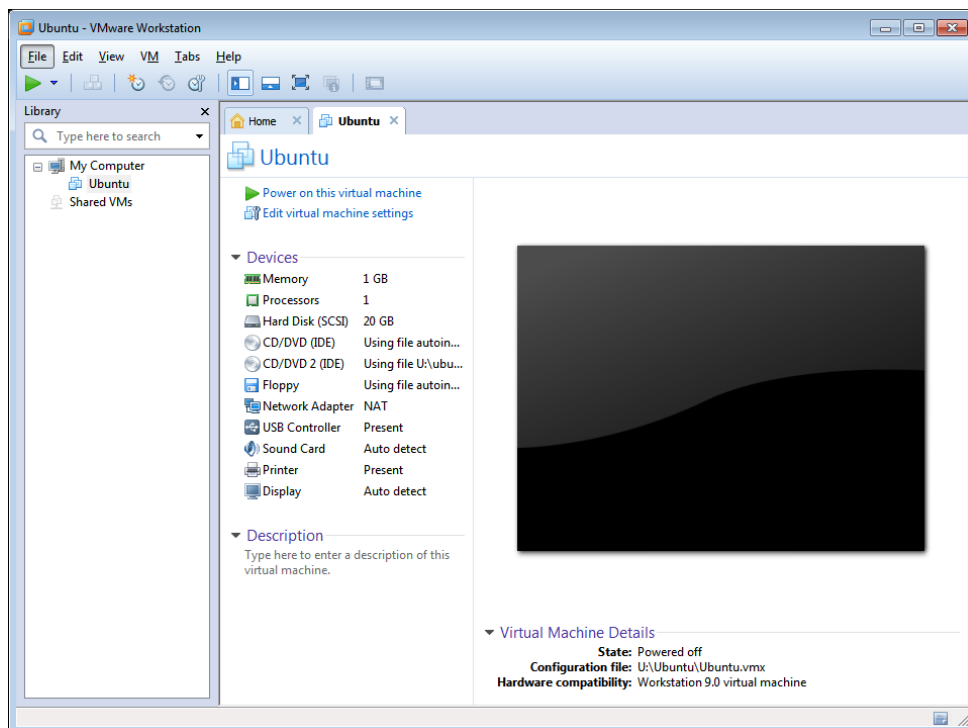 Ubuntu - VMware Workstation
File Edit View VM Tabs Help
Library
Type here to search
My Computer
Ubuntu
Shared VMs
Home
Ubuntu
Ubuntu
Power on this virtual machine
Edit virtual machine settings
Devices
Memory 1 GB
Processors 1
Hard Disk (SCSI) 20 GB
CD/DVD (IDE) Using file autoin...
CD/DVD 2 (IDE) Using file U:\ubu...
Floppy Using file autoin...
Network Adapter NAT
USB Controller Present
Sound Card Auto detect
Printer Present
Display Auto detect
Description
Type here to enter a description of this
virtual machine.
Virtual Machine Details
State: Powered off
Configuration file: U:\Ubuntu\Ubuntu.vmx
Hardware compatibility: Workstation 9.0 virtual machine